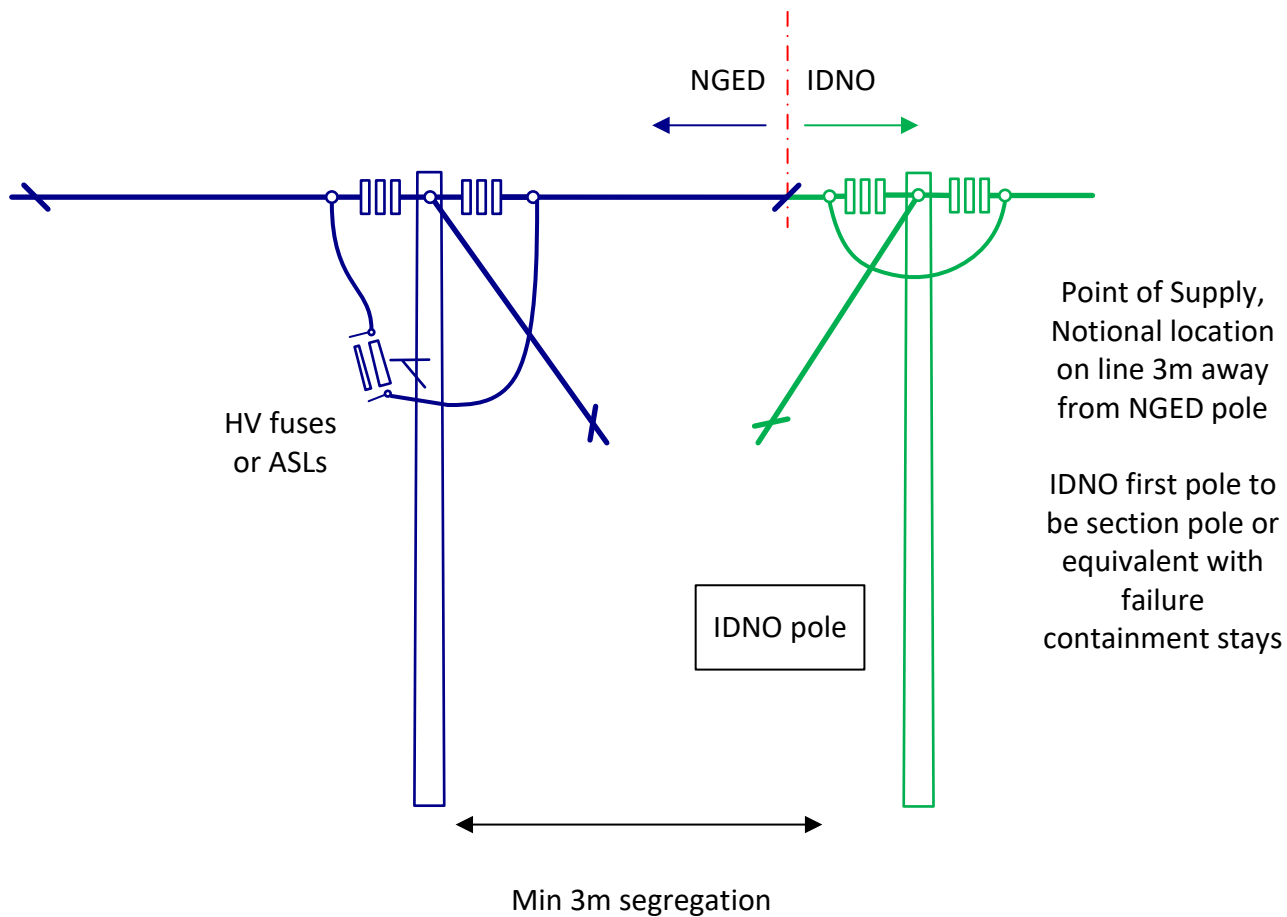 NGED
IDNO
HV fuses
or ASLs
Point of Supply,
Notional location
on line 3m away
from NGED pole
IDNO first pole to
be section pole or
equivalent with
failure
containment stays
IDNO pole
Min 3m segregation